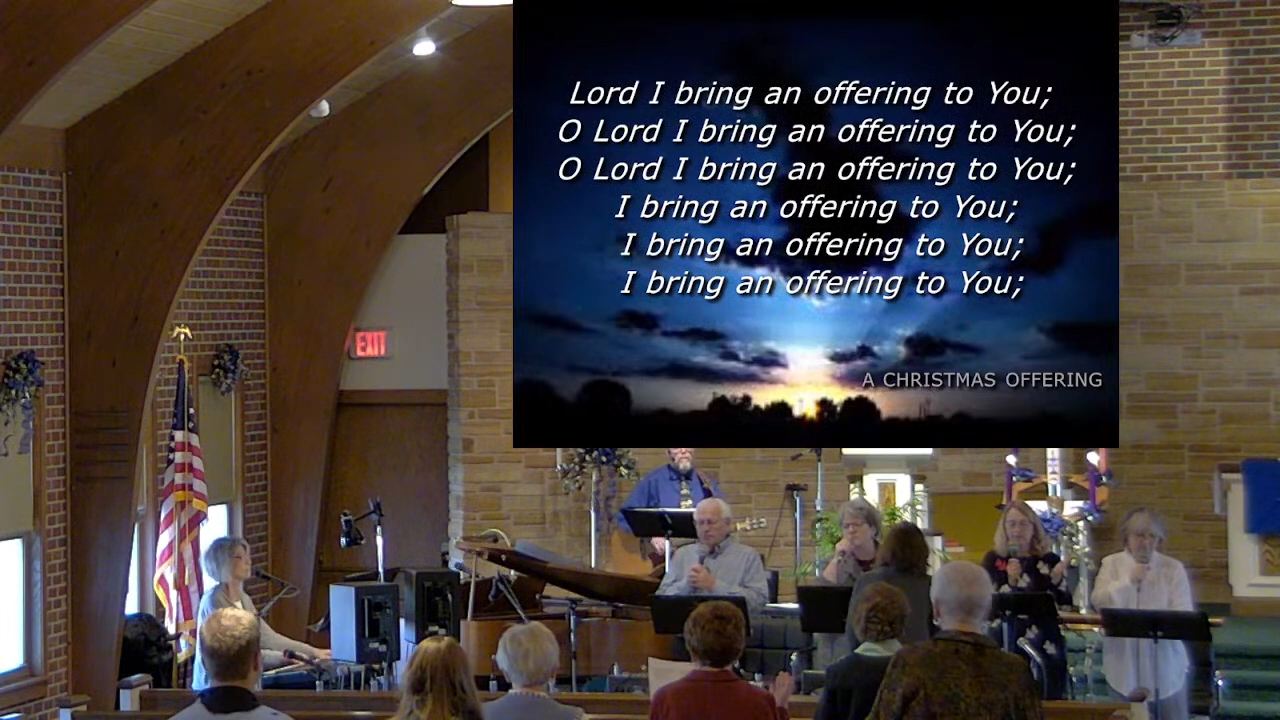 Lord I bring an offering to You;
O Lord I bring an offering to You;
O Lord I bring an offering to You;
I bring an offering to You;
I bring an offering to You;
I bring an offering to You;
A CHRISTMAS OFFERING
EXIT